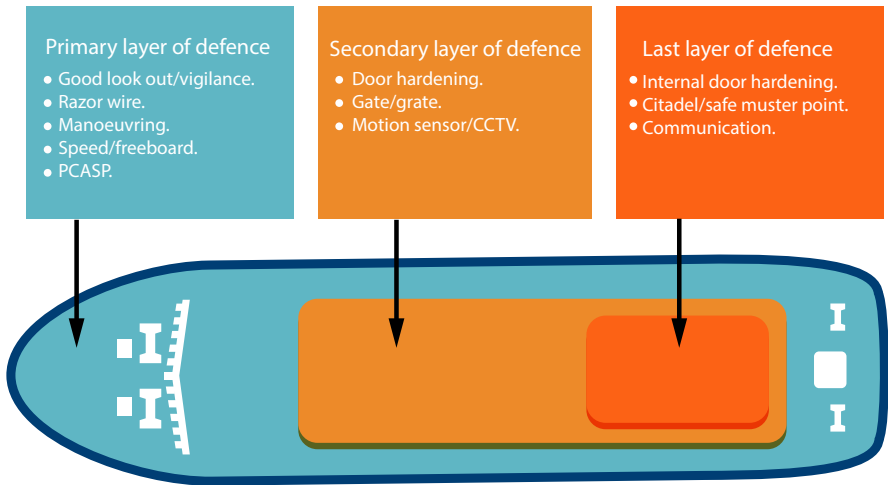 Primary layer of defence
• Good look out/vigilance.
• Razor wire.
• Manoeuvring.
• Speed/freeboard.
• PCASP.
Secondary layer of defence
• Door hardening.
• Gate/grate.
• Motion sensor/CCTV.
Last layer of defence
• Internal door hardening.
• Citadel/safe muster point.
• Communication.